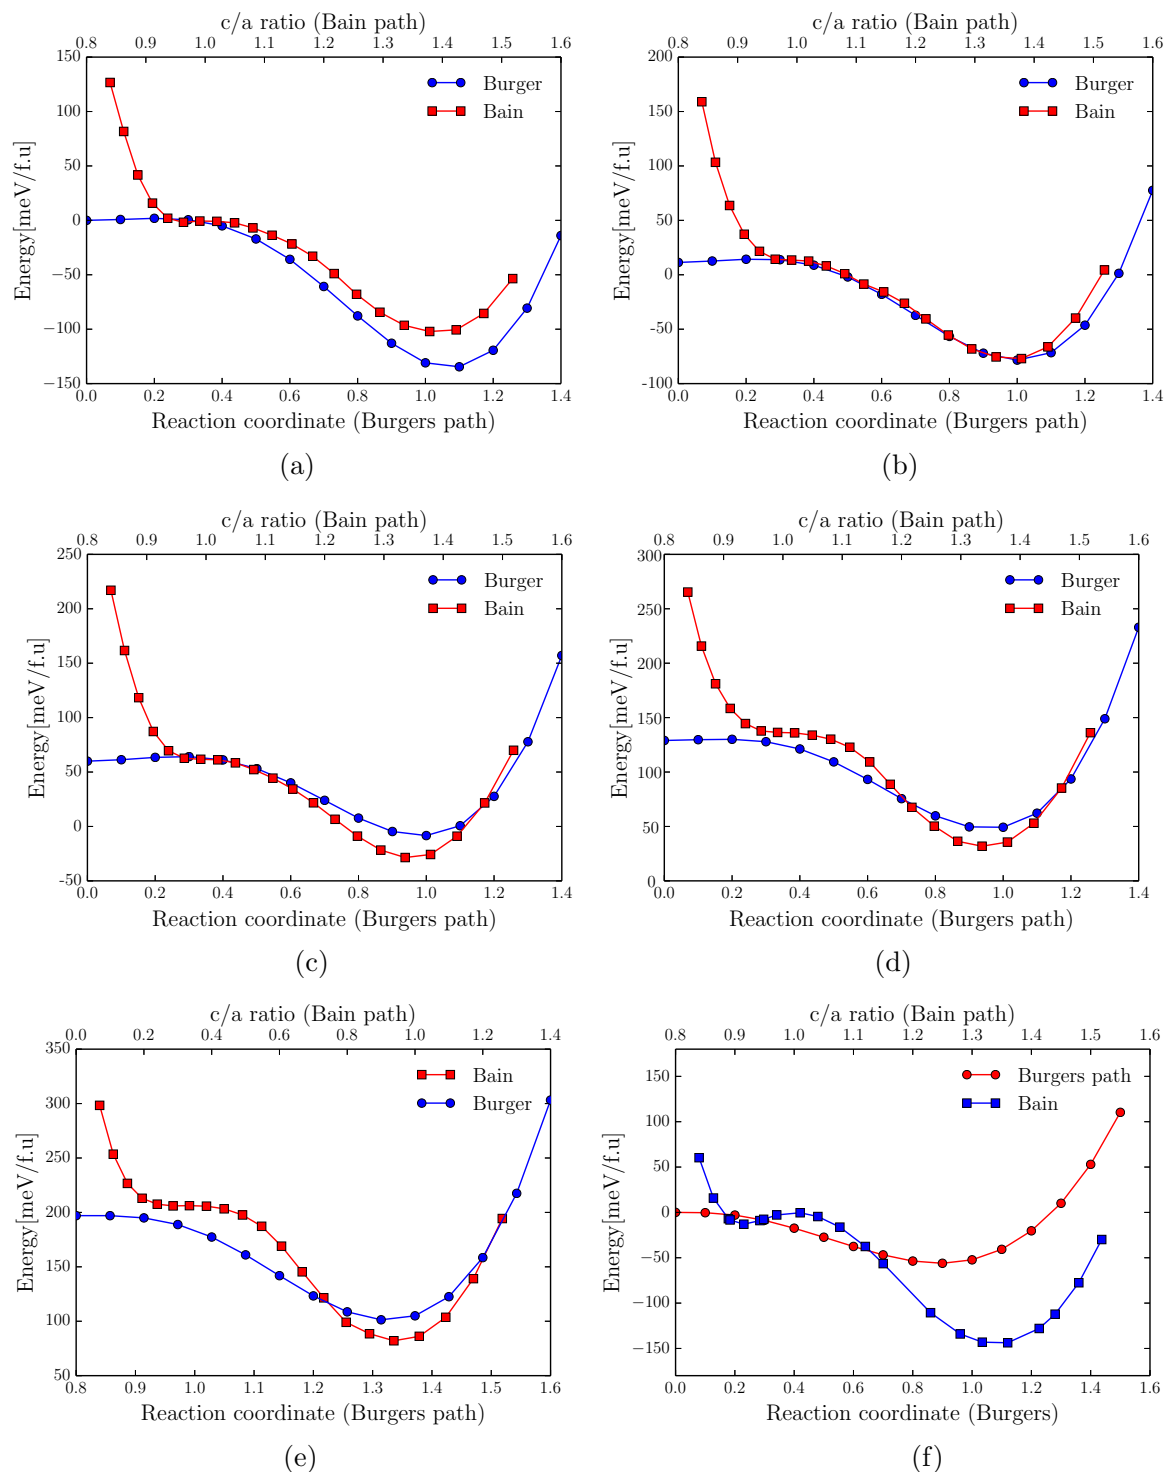 c/a ratio (Bain path)
0.8 0.9 1.0 1.1 1.2 1.3 1.4 1.5 1.6
150
100
50
0
−50
−100
−150
Energy[meV/f.u]
Burger
Bain
0.0 0.2 0.4 0.6 0.8 1.0 1.2 1.4
Reaction coordinate (Burgers path)
(a)
c/a ratio (Bain path)
0.8 0.9 1.0 1.1 1.2 1.3 1.4 1.5 1.6
200
150
100
50
0
-50
-100
Energy[meV/f.u]
Burger
Bain
0.0 0.2 0.4 0.6 0.8 1.0 1.2 1.4
Reaction coordinate (Burgers path)
(b)
c/a ratio (Bain path)
0.8 0.9 1.0 1.1 1.2 1.3 1.4 1.5 1.6
250
200
150
100
50
0
-50
Energy[meV/f.u]
Burger
Bain
0.0 0.2 0.4 0.6 0.8 1.0 1.2 1.4
Reaction coordinate (Burgers path)
(c)
c/a ratio (Bain path)
0.8 0.9 1.0 1.1 1.2 1.3 1.4 1.5 1.6
300
250
200
150
100
50
0
Energy[meV/f.u]
Burger
Bain
0.0 0.2 0.4 0.6 0.8 1.0 1.2 1.4
Reaction coordinate (Burgers path)
(d)
c/a ratio (Bain path)
0.0 0.2 0.4 0.5 0.6 0.8 1.0 1.2 1.4
350
300
250
200
150
100
50
Energy[meV/f.u]
Bain
Burger
0.8 0.9 1.0 1.1 1.2 1.3 1.4 1.5 1.6
Reaction coordinate (Burgers path)
(e)
c/a ratio (Bain path)
0.8 0.9 1.0 1.1 1.2 1.3 1.4 1.5 1.6
150
100
50
0
−50
−100
−150
Energy[meV/f.u]
Burgers path
Bain
0.0 0.2 0.4 0.6 0.8 1.0 1.2 1.4 1.6
Reaction coordinate (Burgers)
(f)